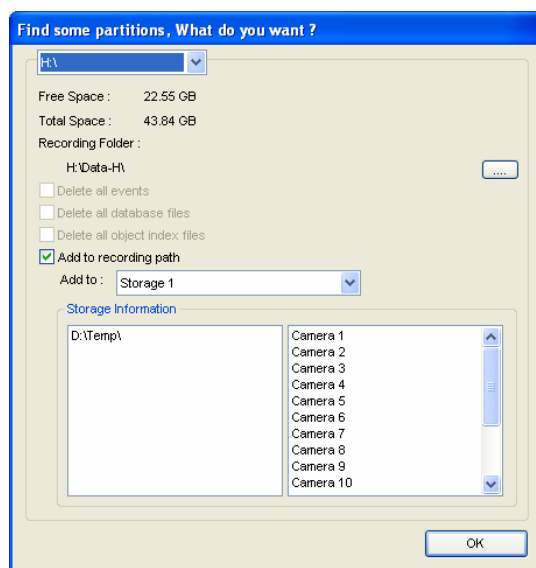 Find some partitions, What do you want ?
H:\
Free Space : 22.55 GB
Total Space : 43.84 GB
Recording Folder :
H:\Data-H\
....
Delete all events
Delete all database files
Delete all object index files
Add to recording path
Add to : Storage 1
Storage Information
D:\Temp\
Camera 1
Camera 2
Camera 3
Camera 4
Camera 5
Camera 6
Camera 7
Camera 8
Camera 9
Camera 10
OK